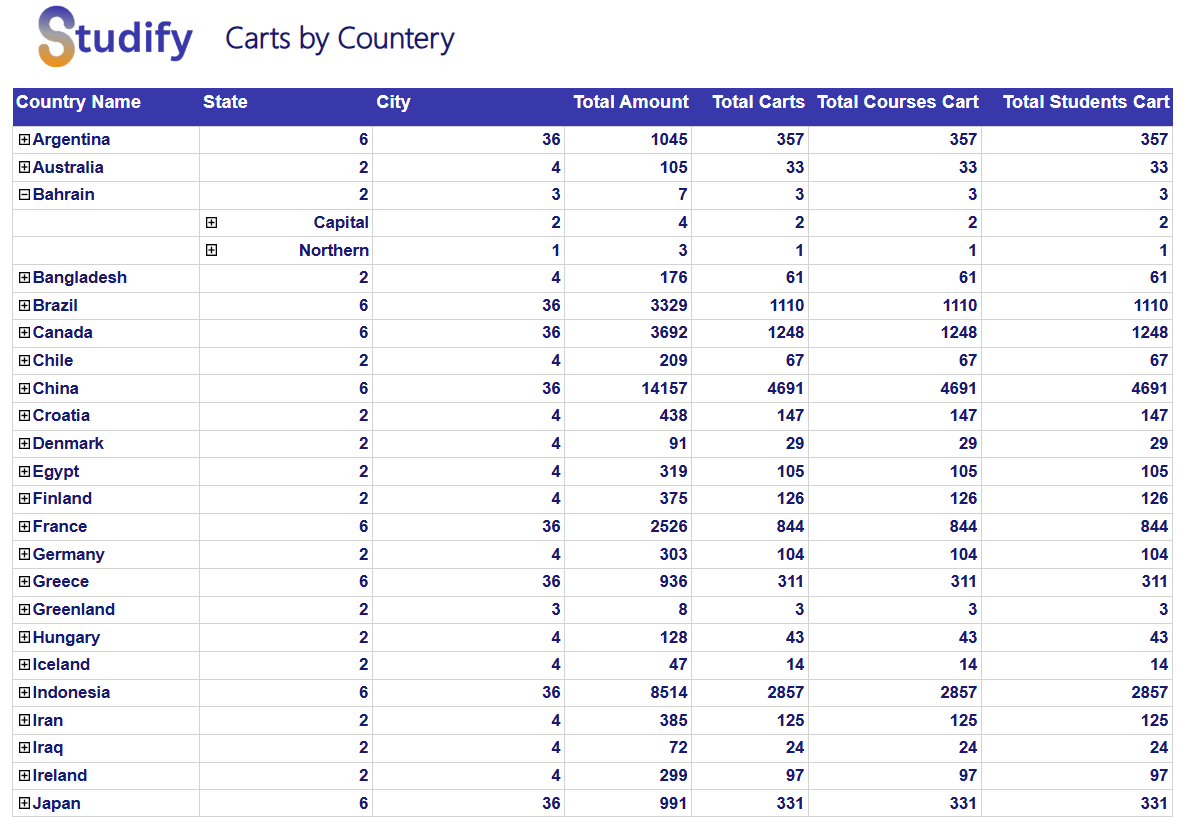 Studify Carts by Countery
Country Name State City Total Amount Total Carts Total Courses Cart Total Students Cart
Argentina 6 36 1045 357 357 357
Australia 2 4 105 33 33 33
Bahrain 2 3 7 3 3 3
Capital 2 4 2 2 2
Northern 1 3 1 1 1
Bangladesh 2 4 176 61 61 61
Brazil 6 36 3329 1110 1110 1110
Canada 6 36 3692 1248 1248 1248
Chile 2 4 209 67 67 67
China 6 36 14157 4691 4691 4691
Croatia 2 4 438 147 147 147
Denmark 2 4 91 29 29 29
Egypt 2 4 319 105 105 105
Finland 2 4 375 126 126 126
France 6 36 2526 844 844 844
Germany 2 4 303 104 104 104
Greece 6 36 936 311 311 311
Greenland 2 3 8 3 3 3
Hungary 2 4 128 43 43 43
Iceland 2 4 47 14 14 14
Indonesia 6 36 8514 2857 2857 2857
Iran 2 4 385 125 125 125
Iraq 2 4 72 24 24 24
Ireland 2 4 299 97 97 97
Japan 6 36 991 331 331 331